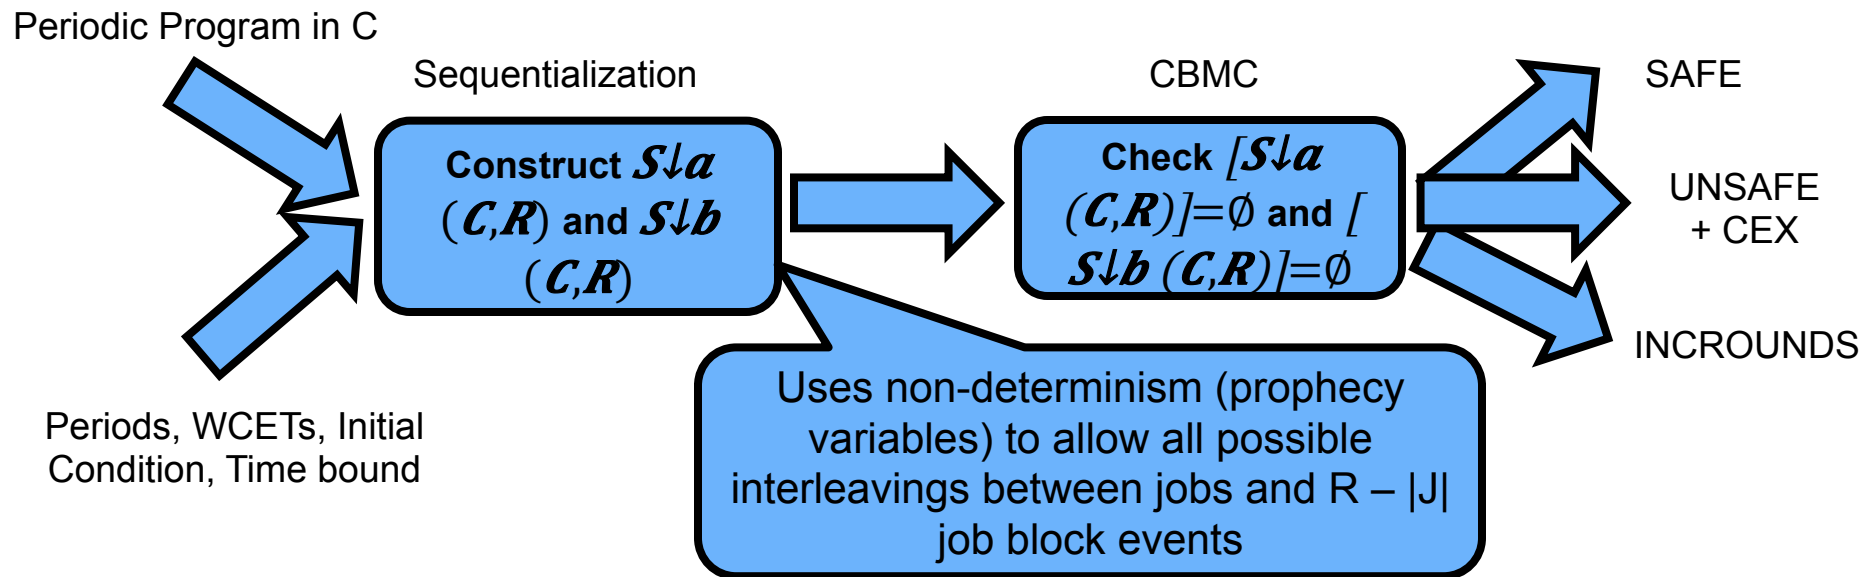 Periodic Program in C
Sequentialization
CBMC
SAFE
Construct S↓a
(C,R) and S↓b
(C,R)
Check [S↓a
(C,R)]=∅ and [
S↓b (C,R)]=∅
UNSAFE
+ CEX
INCROUNDS
Periods, WCETs, Initial
Condition, Time bound
Uses non-determinism (prophecy
variables) to allow all possible
interleavings between jobs and R – |J|
job block events